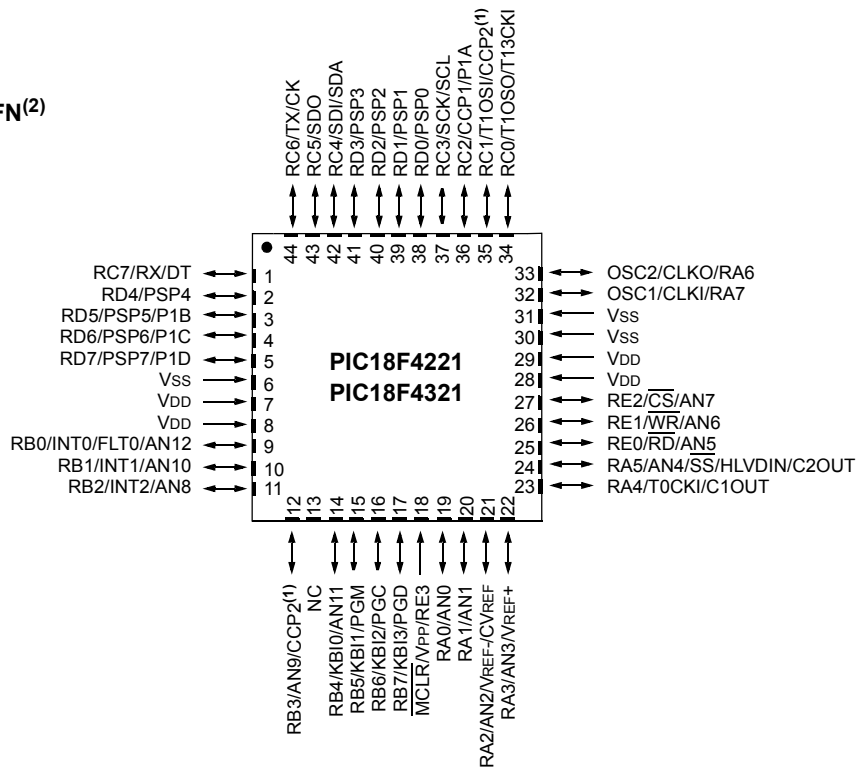 FN(2)
RC6/TX/CK
RC5/SDO
RC4/SDI/SDA
RD3/PSP3
RD2/PSP2
RD1/PSP1
RD0/PSP0
RC3/SCK/SCL
RC2/CCP1/P1A
RC1/T1OSI/CCP2(1)
RC0/T1OSO/T13CKI
44
43
42
41
40
39
38
37
36
35
34
RC7/RX/DT 1
RD4/PSP4 2
RD5/PSP5/P1B 3
RD6/PSP6/P1C 4
RD7/PSP7/P1D 5
VSS 6
VDD 7
VDD 8
RB0/INT0/FLT0/AN12 9
RB1/INT1/AN10 10
RB2/INT2/AN8 11
PIC18F4221
PIC18F4321
33 OSC2/CLKO/RA6
32 OSC1/CLKI/RA7
31 VSS
30 VSS
29 VDD
28 VDD
27 RE2/CS/AN7
26 RE1/WR/AN6
25 RE0/RD/AN5
24 RA5/AN4/SS/HLVDIN/C2OUT
23 RA4/T0CKI/C1OUT
12
13
14
15
16
17
18
19
20
21
22
RB3/AN9/CCP2(1)
NC
RB4/KBI0/AN11
RB5/KBI1/PGM
RB6/KBI2/PGC
RB7/KBI3/PGD
MCLR/VPP/RE3
RA0/AN0
RA1/AN1
RA2/AN2/VREF-/CVREF
RA3/AN3/VREF+